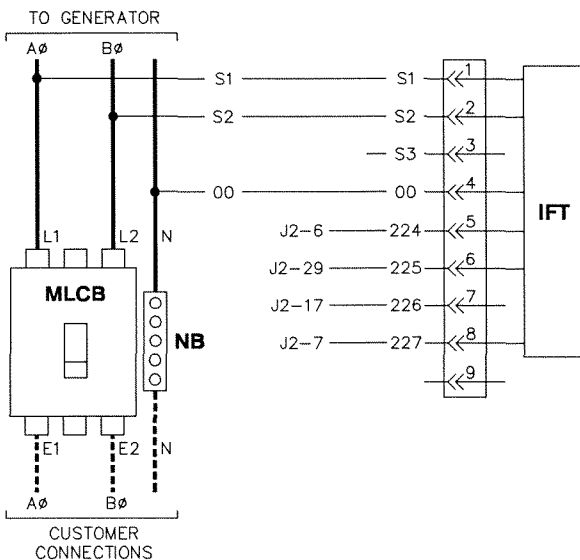 TO GENERATOR
AØ BØ
S1 S1 1
S2 S2 2
S3 3
00 00 4
IFT
J2-6 224 5
L1 L2 N
J2-29 225 6
MLCB
J2-17 226 7
NB
J2-7 227 8
9
E1 E2 N
AØ BØ
CUSTOMER
CONNECTIONS